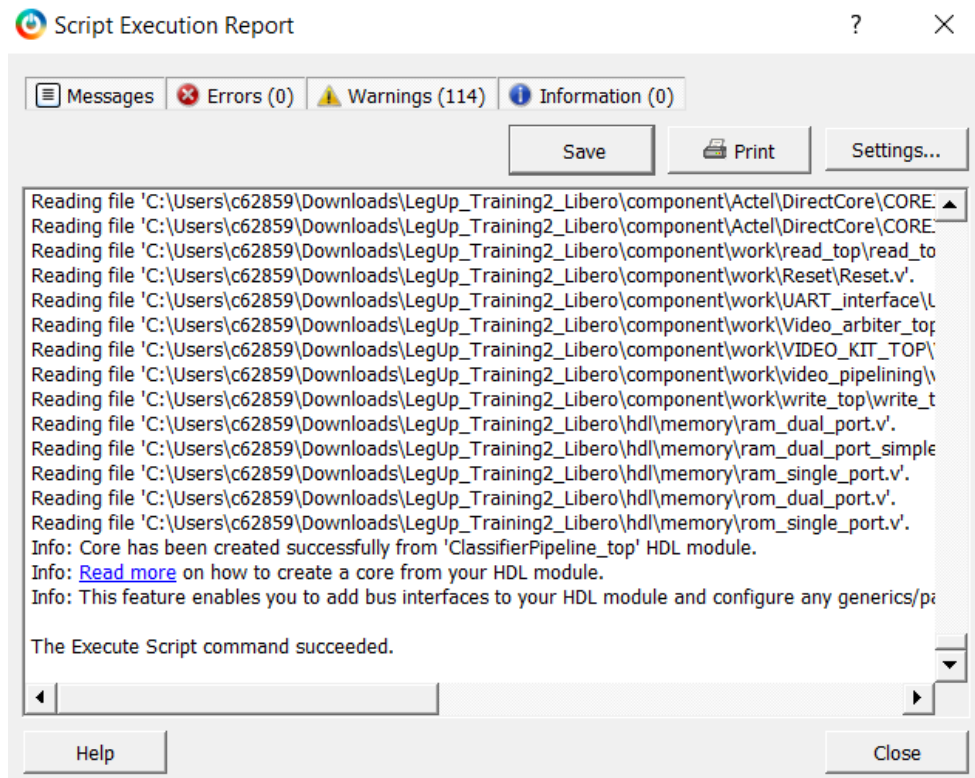 Script Execution Report
?
Messages
Errors (0)
Warnings (114)
Information (0)
Save
Print
Settings...
Reading file 'C:\Users\c62859\Downloads\LegUp_Training2_Libero\component\Actel\DirectCore\CORE
Reading file 'C:\Users\c62859\Downloads\LegUp_Training2_Libero\component\Actel\DirectCore\CORE
Reading file 'C:\Users\c62859\Downloads\LegUp_Training2_Libero\component\work\read_top\read_to
Reading file 'C:\Users\c62859\Downloads\LegUp_Training2_Libero\component\work\Reset\Reset.v'.
Reading file 'C:\Users\c62859\Downloads\LegUp_Training2_Libero\component\work\UART_interface\U
Reading file 'C:\Users\c62859\Downloads\LegUp_Training2_Libero\component\work\Video_arbiter_top
Reading file 'C:\Users\c62859\Downloads\LegUp_Training2_Libero\component\work\VIDEO_KIT_TOP\
Reading file 'C:\Users\c62859\Downloads\LegUp_Training2_Libero\component\work\video_pipelining\v
Reading file 'C:\Users\c62859\Downloads\LegUp_Training2_Libero\component\work\write_top\write_t
Reading file 'C:\Users\c62859\Downloads\LegUp_Training2_Libero\hdl\memory\ram_dual_port.v'.
Reading file 'C:\Users\c62859\Downloads\LegUp_Training2_Libero\hdl\memory\ram_dual_port_simple
Reading file 'C:\Users\c62859\Downloads\LegUp_Training2_Libero\hdl\memory\ram_single_port.v'.
Reading file 'C:\Users\c62859\Downloads\LegUp_Training2_Libero\hdl\memory\rom_dual_port.v'.
Reading file 'C:\Users\c62859\Downloads\LegUp_Training2_Libero\hdl\memory\rom_single_port.v'.
Info: Core has been created successfully from 'ClassifierPipeline_top' HDL module.
Info: Read more on how to create a core from your HDL module.
Info: This feature enables you to add bus interfaces to your HDL module and configure any generics/pa
The Execute Script command succeeded.
Help
Close